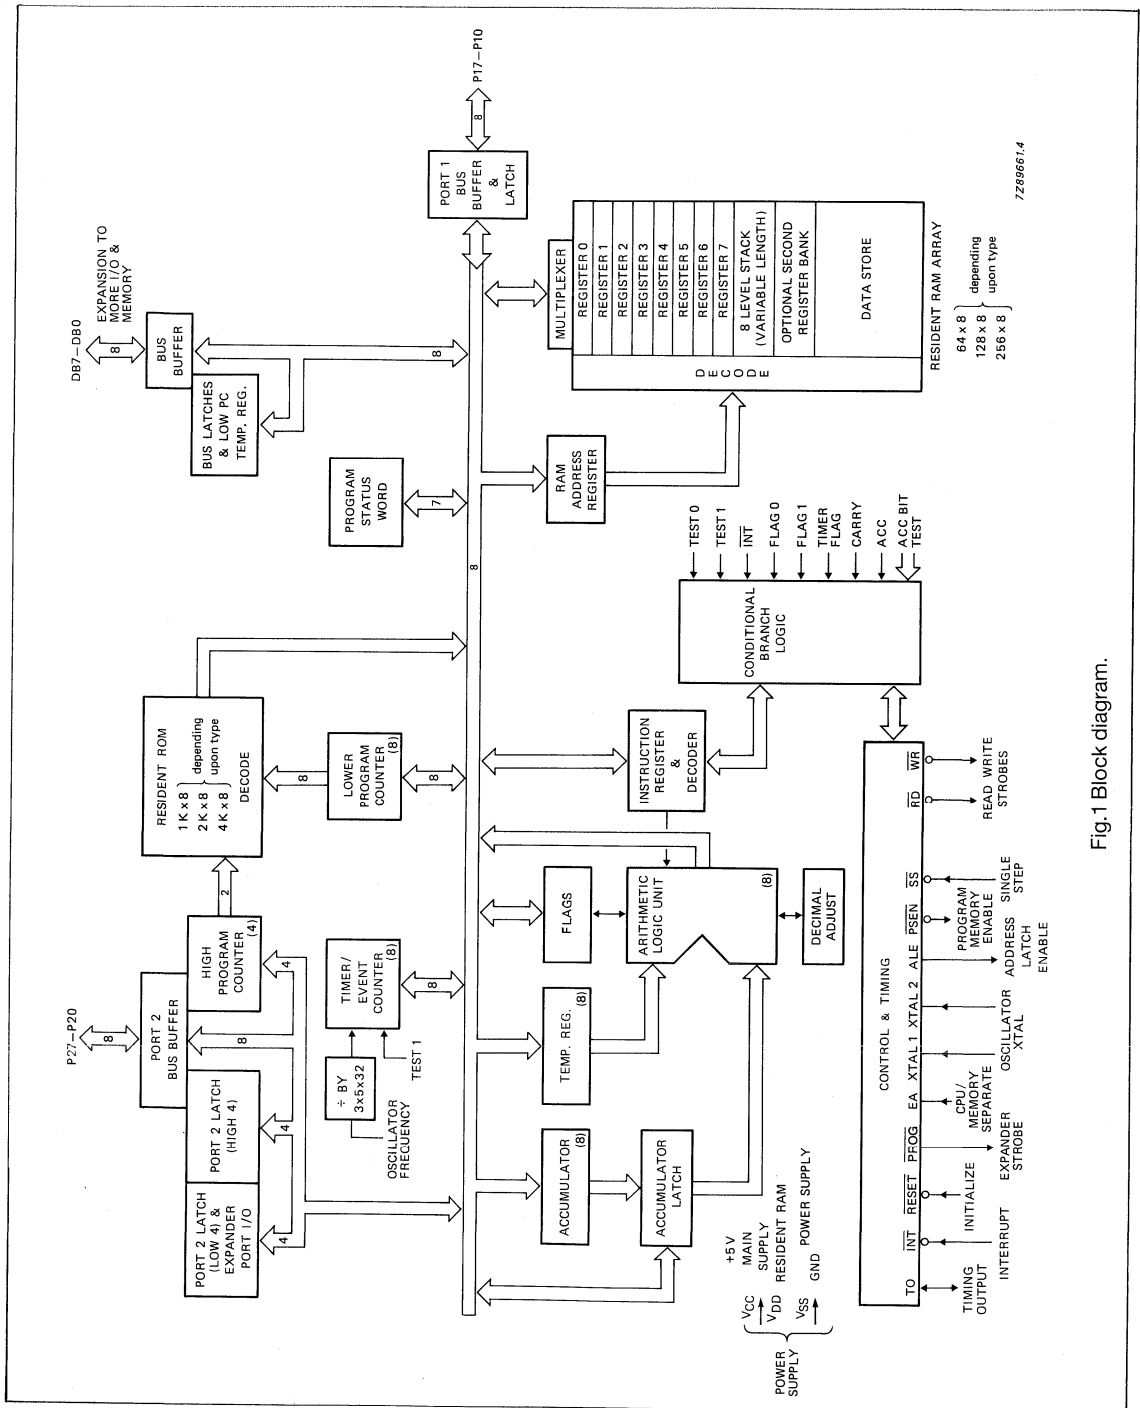 P27–P20
8
PORT 2
BUS BUFFER
PORT 2 LATCH
(LOW 4) &
EXPANDER
PORT I/O
PORT 2 LATCH
(HIGH 4)
HIGH
PROGRAM
COUNTER
(4)
4
4
8
4
2
RESIDENT ROM
1 K x 8
2 K x 8
4 K x 8
depending
upon type
DECODE
LOWER
PROGRAM
COUNTER
(8)
8
8
OSCILLATOR
FREQUENCY
÷ BY
3x5x32
TEST 1
TIMER/
EVENT
COUNTER
(8)
8
PROGRAM
STATUS
WORD
7
DB7–DB0
8
EXPANSION TO
MORE I/O &
MEMORY
BUS
BUFFER
BUS LATCHES
& LOW PC
TEMP. REG.
8
8
PORT 1
BUS
BUFFER
&
LATCH
8
P17–P10
ACCUMULATOR
(8)
ACCUMULATOR
LATCH
TEMP. REG.
(8)
FLAGS
ARITHMETIC
LOGIC UNIT
(8)
DECIMAL
ADJUST
INSTRUCTION
REGISTER
&
DECODER
RAM
ADDRESS
REGISTER
MULTIPLEXER
DECODE
REGISTER 0
REGISTER 1
REGISTER 2
REGISTER 3
REGISTER 4
REGISTER 5
REGISTER 6
REGISTER 7
8 LEVEL STACK
(VARIABLE LENGTH)
OPTIONAL SECOND
REGISTER BANK
DATA STORE
RESIDENT RAM ARRAY
64 x 8
128 x 8
256 x 8
depending
upon type
CONDITIONAL
BRANCH
LOGIC
TEST 0
TEST 1
I̅N̅T̅
FLAG 0
FLAG 1
TIMER
FLAG
CARRY
ACC
ACC BIT
TEST
POWER
SUPPLY
VCC
VDD
VSS
+5 V
MAIN
SUPPLY
RESIDENT RAM
POWER SUPPLY
GND
CONTROL & TIMING
TO
I̅N̅T̅
R̅E̅S̅E̅T̅
P̅R̅O̅G̅
EA
XTAL 1
XTAL 2
ALE
P̅S̅E̅N̅
S̅S̅
R̅D̅
W̅R̅
TIMING
OUTPUT
INTERRUPT
INITIALIZE
EXPANDER
STROBE
CPU/
MEMORY
SEPARATE
OSCILLATOR
XTAL
ADDRESS
LATCH
ENABLE
PROGRAM
MEMORY
ENABLE
SINGLE
STEP
READ WRITE
STROBES
7Z89661.4
Fig.1 Block diagram.